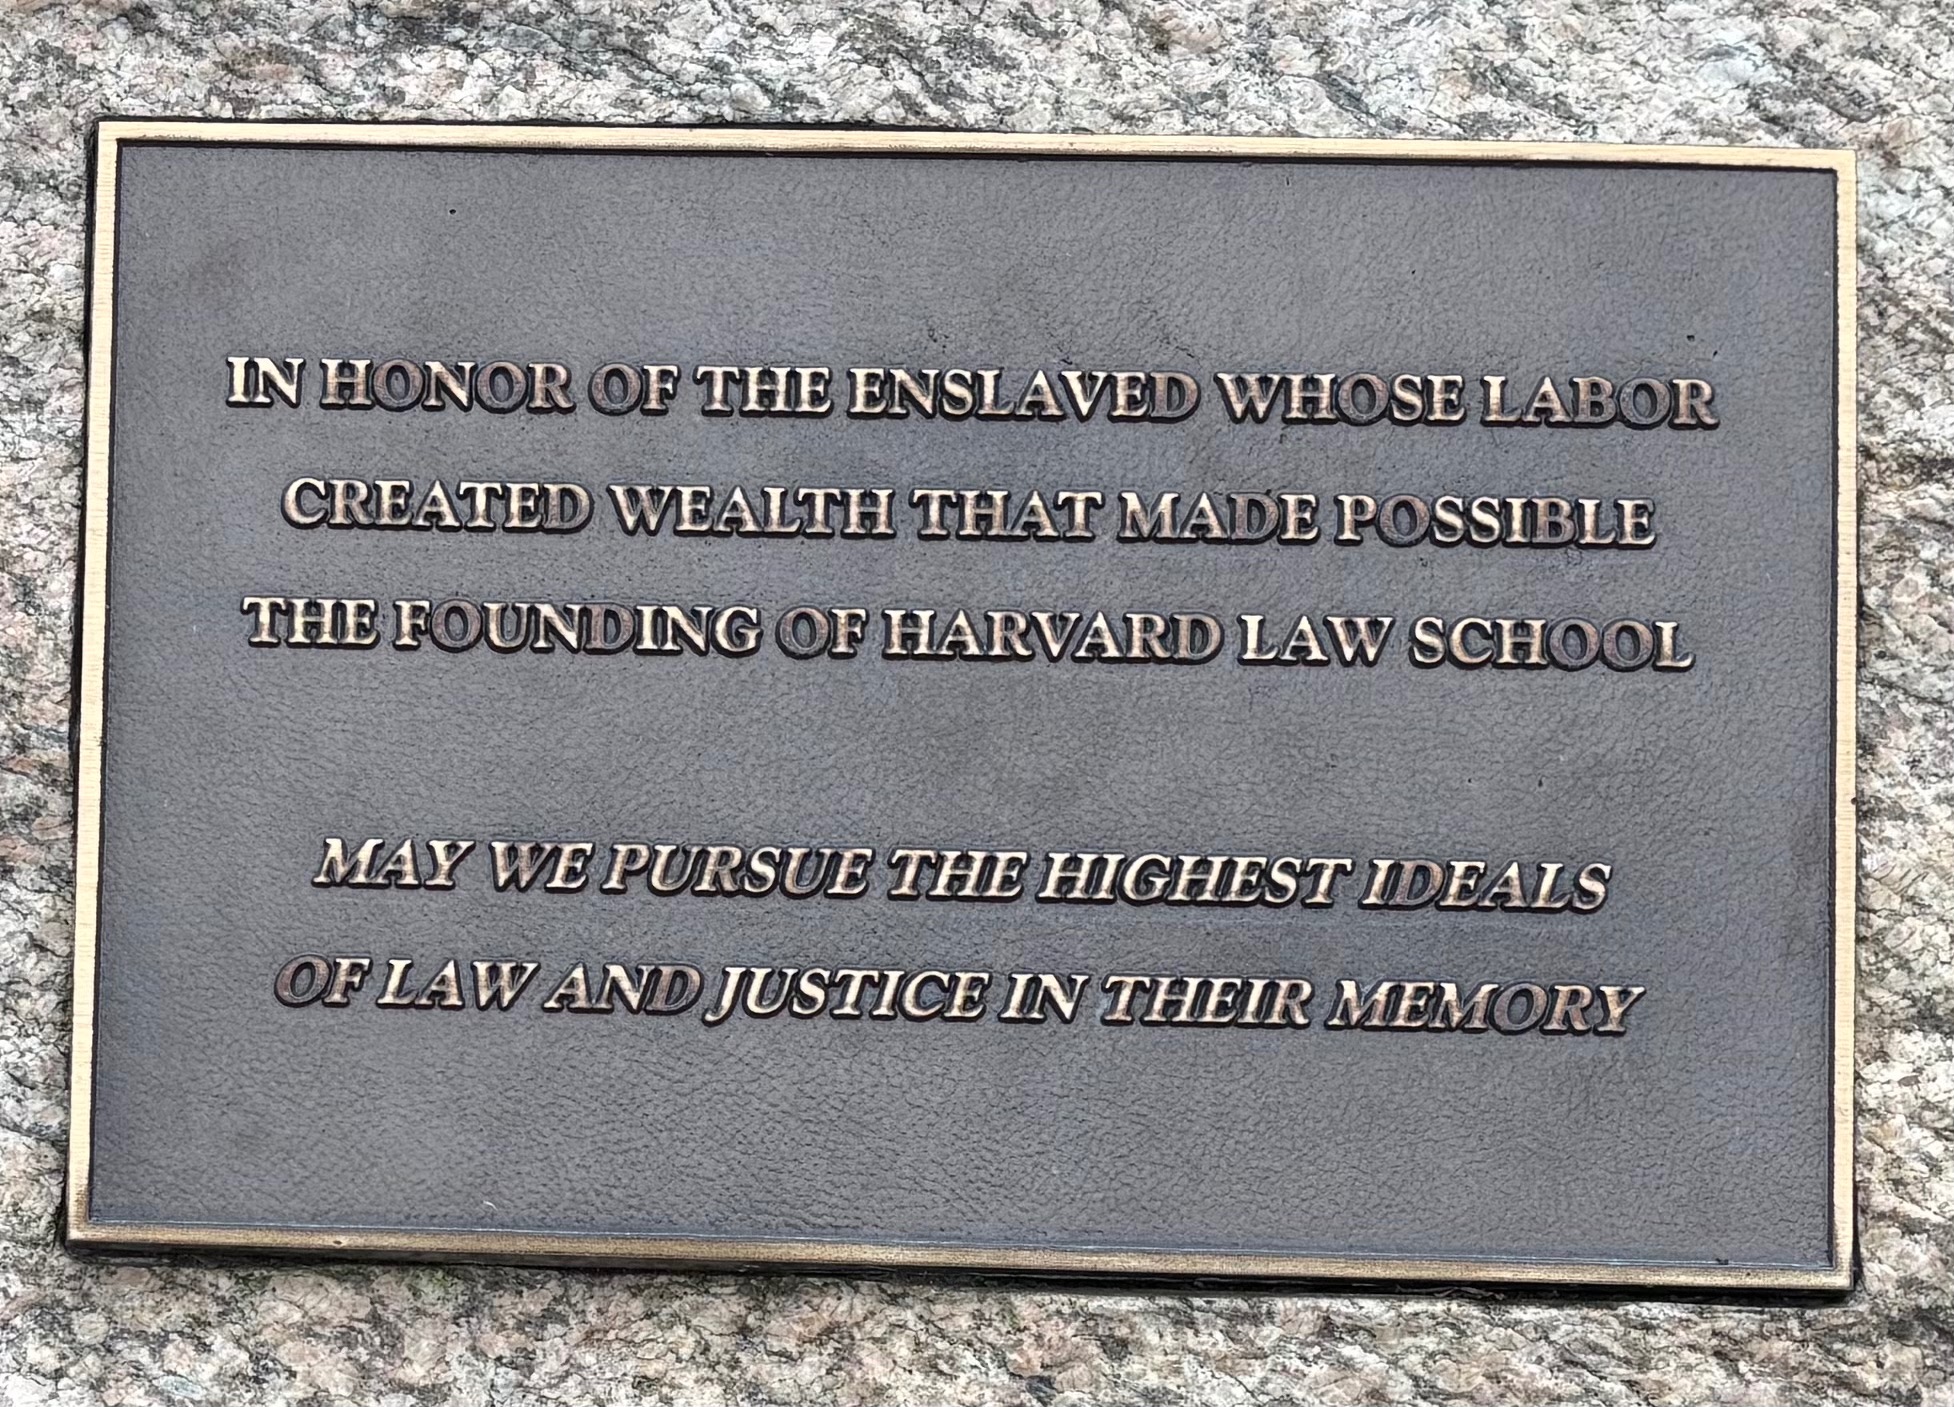 IN HONOR OF THE ENSLAVED WHOSE LABOR
CREATED WEALTH THAT MADE POSSIBLE
THE FOUNDING OF HARVARD LAW SCHOOL
MAY WE PURSUE THE HIGHEST IDEALS
OF LAW AND JUSTICE IN THEIR MEMORY